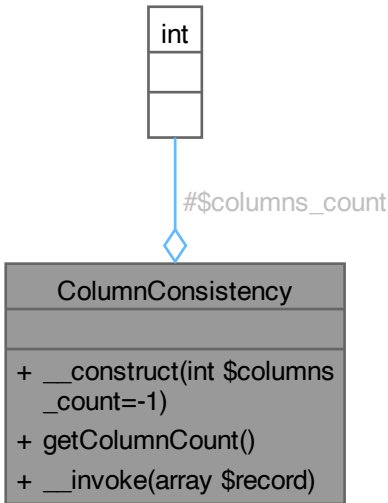 int
#$columns_count
ColumnConsistency
+ __construct(int $columns
_count=-1)
+ getColumnCount()
+ __invoke(array $record)